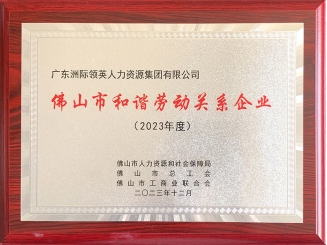 广东洲际领英人力资源集团有限公司
佛山市和谐劳动关系企业
（2023年度）
佛山市人力资源和社会保障局
佛山市总工会
佛山市工商业联合会
二〇二三年十二月